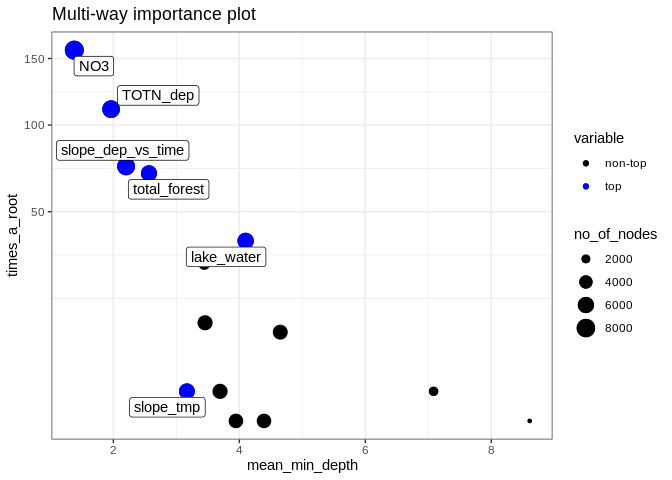 Multi-way importance plot
150
100
50
times_a_root
NO3
TOTN_dep
slope_dep_vs_time
total_forest
lake_water
slope_tmp
2
4
6
8
mean_min_depth
variable
non-top
top
no_of_nodes
2000
4000
6000
8000